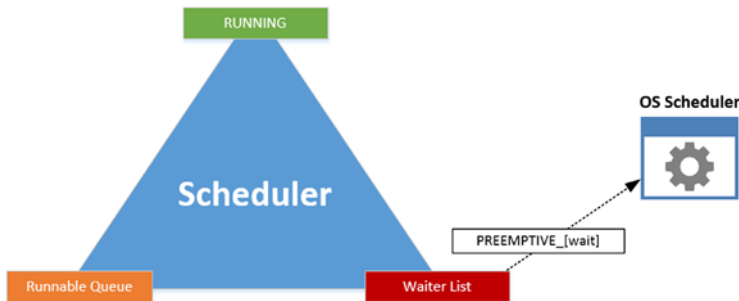 RUNNING
OS Scheduler
Scheduler
PREEMPTIVE_[wait]
Runnable Queue
Waiter List